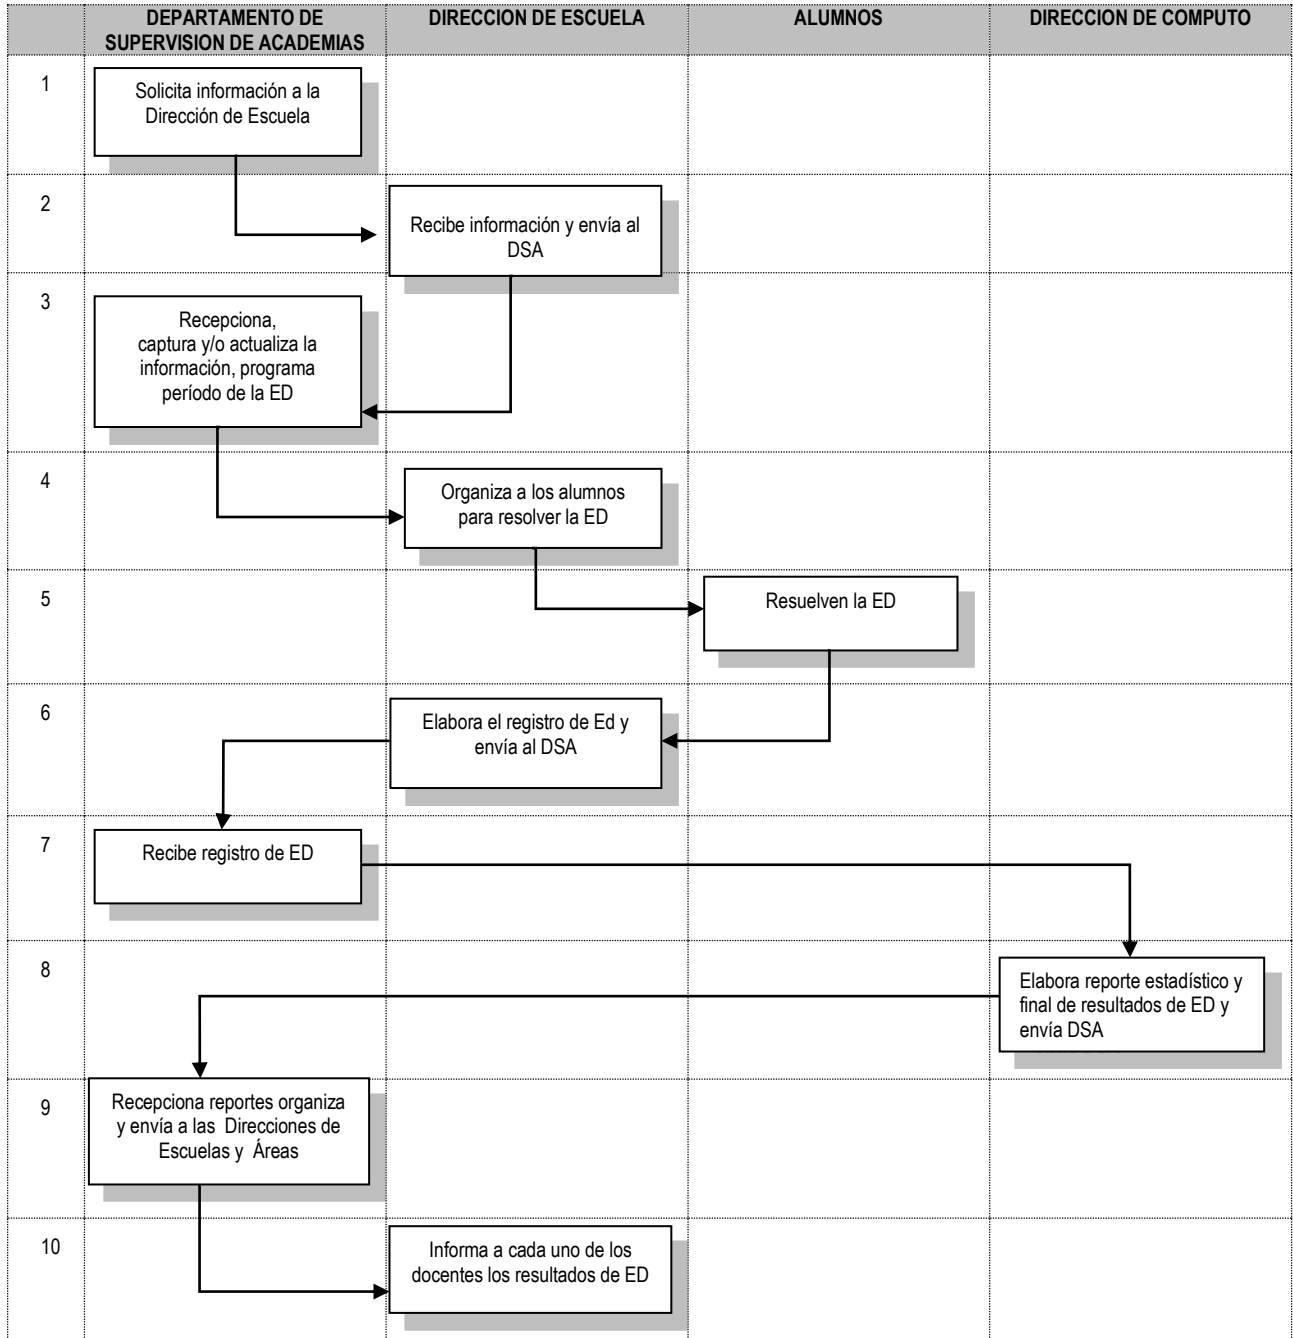 DEPARTAMENTO DE
SUPERVISION DE ACADEMIAS
DIRECCION DE ESCUELA
ALUMNOS
DIRECCION DE COMPUTO
1
Solicita información a la
Dirección de Escuela
2
Recibe información y envía al
DSA
3
Recepciona,
captura y/o actualiza la
información, programa
período de la ED
4
Organiza a los alumnos
para resolver la ED
5
Resuelven la ED
6
Elabora el registro de Ed y
envía al DSA
7
Recibe registro de ED
8
Elabora reporte estadístico y
final de resultados de ED y
envía DSA
9
Recepciona reportes organiza
y envía a las Direcciones de
Escuelas y Áreas
10
Informa a cada uno de los
docentes los resultados de ED